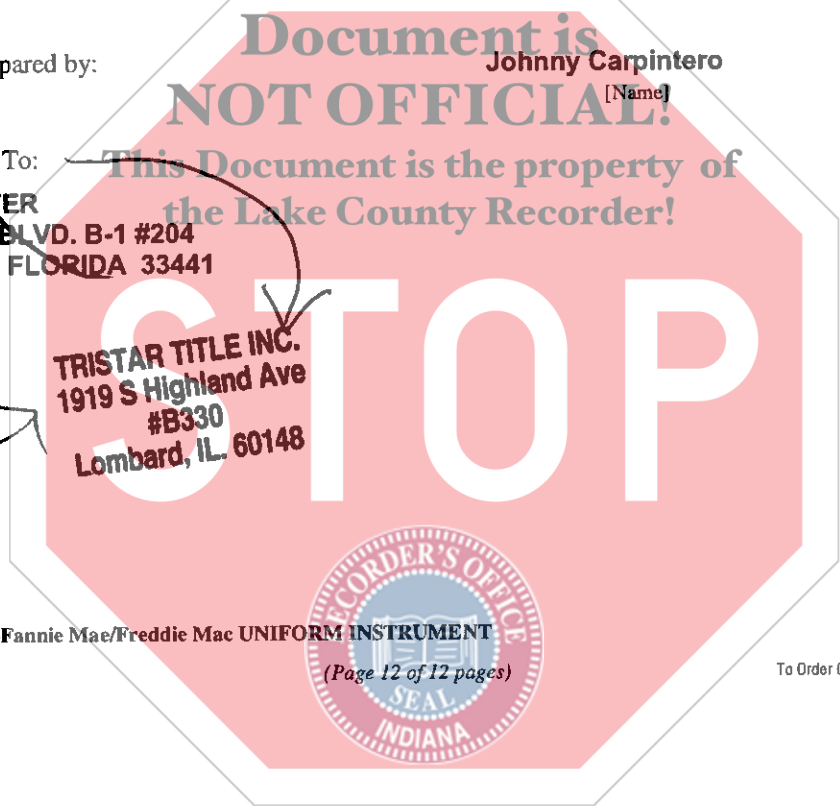 Document is
pared by:
Johnny Carpintero
[Name]
NOT OFFICIAL!
To:
This Document is the property of
ER
the Lake County Recorder!
BLVD. B-1 #204
FLORIDA 33441
STOP
TRISTAR TITLE INC.
1919 S Highland Ave
#B330
Lombard, IL. 60148
RECORDER'S OFFICE
Fannie Mae/Freddie Mac UNIFORM INSTRUMENT
(Page 12 of 12 pages)
To Order
SEAL
INDIANA